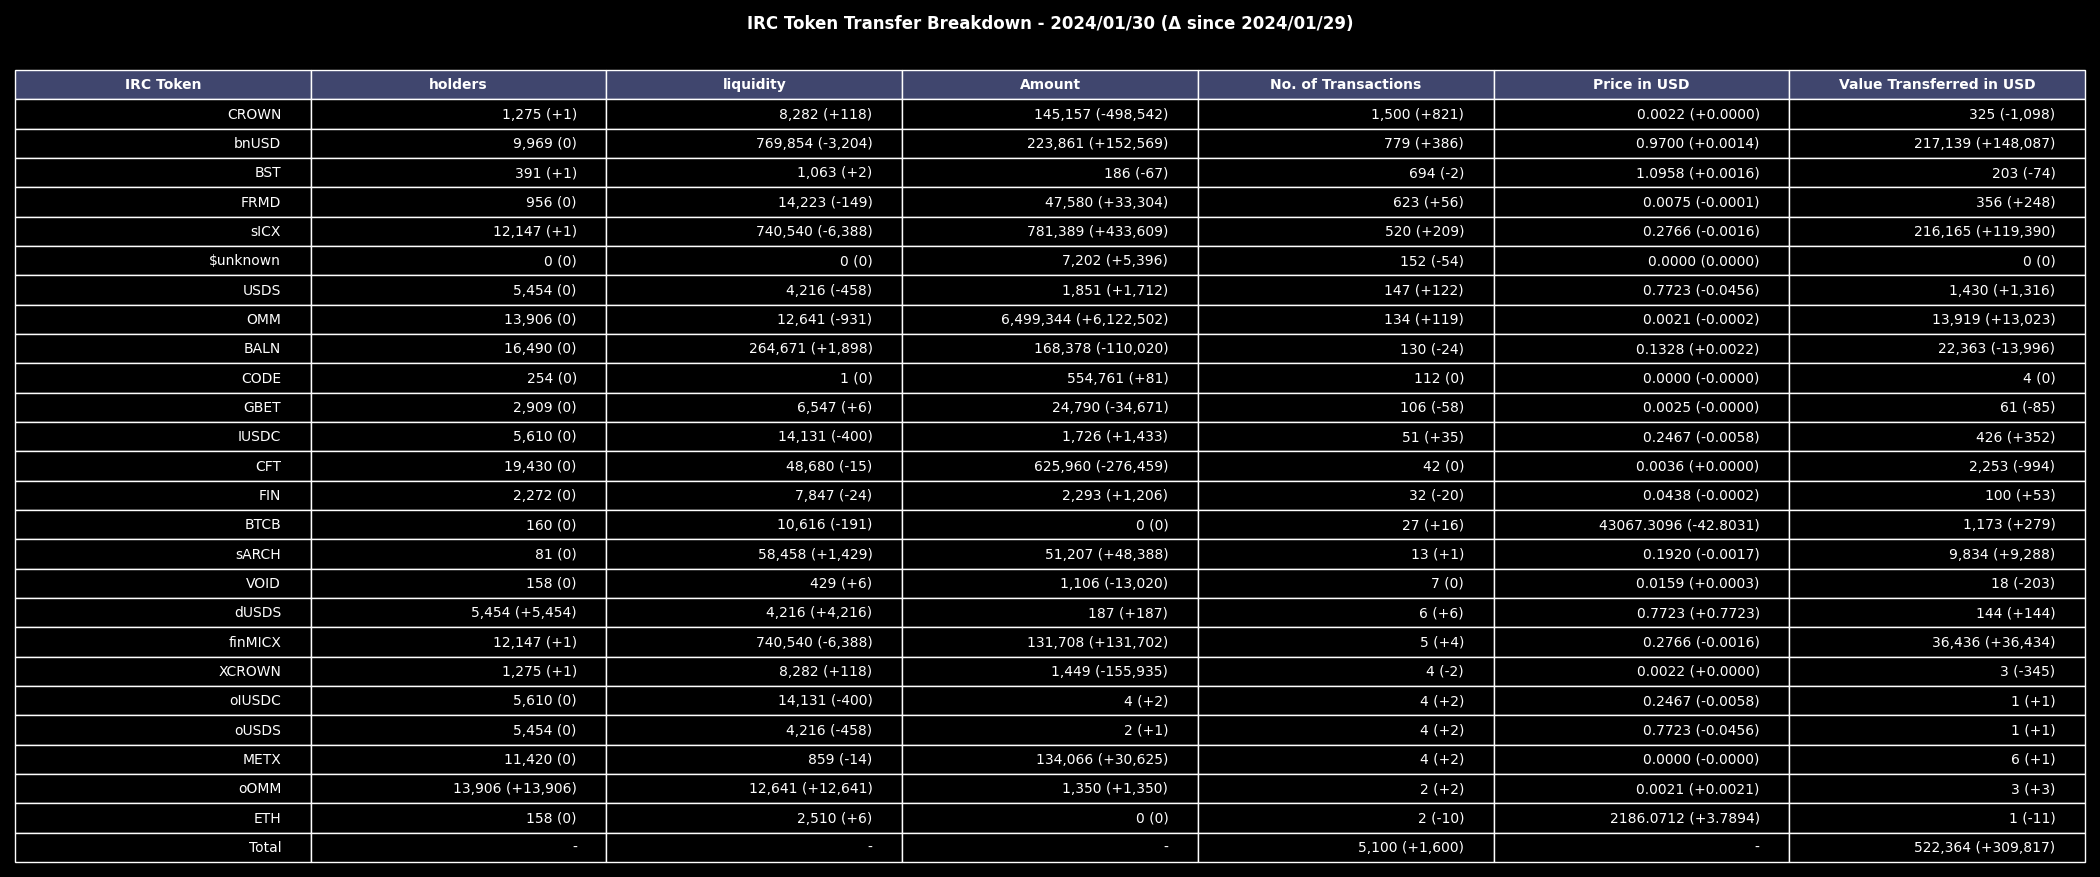 IRC Token Transfer Breakdown - 2024/01/30 (Δ since 2024/01/29)
IRC Token holders liquidity Amount No. of Transactions Price in USD Value Transferred in USD
CROWN 1,275 (+1) 8,282 (+118) 145,157 (-498,542) 1,500 (+821) 0.0022 (+0.0000) 325 (-1,098)
bnUSD 9,969 (0) 769,854 (-3,204) 223,861 (+152,569) 779 (+386) 0.9700 (+0.0014) 217,139 (+148,087)
BST 391 (+1) 1,063 (+2) 186 (-67) 694 (-2) 1.0958 (+0.0016) 203 (-74)
FRMD 956 (0) 14,223 (-149) 47,580 (+33,304) 623 (+56) 0.0075 (-0.0001) 356 (+248)
sICX 12,147 (+1) 740,540 (-6,388) 781,389 (+433,609) 520 (+209) 0.2766 (-0.0016) 216,165 (+119,390)
$unknown 0 (0) 0 (0) 7,202 (+5,396) 152 (-54) 0.0000 (0.0000) 0 (0)
USDS 5,454 (0) 4,216 (-458) 1,851 (+1,712) 147 (+122) 0.7723 (-0.0456) 1,430 (+1,316)
OMM 13,906 (0) 12,641 (-931) 6,499,344 (+6,122,502) 134 (+119) 0.0021 (-0.0002) 13,919 (+13,023)
BALN 16,490 (0) 264,671 (+1,898) 168,378 (-110,020) 130 (-24) 0.1328 (+0.0022) 22,363 (-13,996)
CODE 254 (0) 1 (0) 554,761 (+81) 112 (0) 0.0000 (-0.0000) 4 (0)
GBET 2,909 (0) 6,547 (+6) 24,790 (-34,671) 106 (-58) 0.0025 (-0.0000) 61 (-85)
IUSDC 5,610 (0) 14,131 (-400) 1,726 (+1,433) 51 (+35) 0.2467 (-0.0058) 426 (+352)
CFT 19,430 (0) 48,680 (-15) 625,960 (-276,459) 42 (0) 0.0036 (+0.0000) 2,253 (-994)
FIN 2,272 (0) 7,847 (-24) 2,293 (+1,206) 32 (-20) 0.0438 (-0.0002) 100 (+53)
BTCB 160 (0) 10,616 (-191) 0 (0) 27 (+16) 43067.3096 (-42.8031) 1,173 (+279)
sARCH 81 (0) 58,458 (+1,429) 51,207 (+48,388) 13 (+1) 0.1920 (-0.0017) 9,834 (+9,288)
VOID 158 (0) 429 (+6) 1,106 (-13,020) 7 (0) 0.0159 (+0.0003) 18 (-203)
dUSDS 5,454 (+5,454) 4,216 (+4,216) 187 (+187) 6 (+6) 0.7723 (+0.7723) 144 (+144)
finMICX 12,147 (+1) 740,540 (-6,388) 131,708 (+131,702) 5 (+4) 0.2766 (-0.0016) 36,436 (+36,434)
XCROWN 1,275 (+1) 8,282 (+118) 1,449 (-155,935) 4 (-2) 0.0022 (+0.0000) 3 (-345)
oIUSDC 5,610 (0) 14,131 (-400) 4 (+2) 4 (+2) 0.2467 (-0.0058) 1 (+1)
oUSDS 5,454 (0) 4,216 (-458) 2 (+1) 4 (+2) 0.7723 (-0.0456) 1 (+1)
METX 11,420 (0) 859 (-14) 134,066 (+30,625) 4 (+2) 0.0000 (-0.0000) 6 (+1)
oOMM 13,906 (+13,906) 12,641 (+12,641) 1,350 (+1,350) 2 (+2) 0.0021 (+0.0021) 3 (+3)
ETH 158 (0) 2,510 (+6) 0 (0) 2 (-10) 2186.0712 (+3.7894) 1 (-11)
Total - - - 5,100 (+1,600) - 522,364 (+309,817)